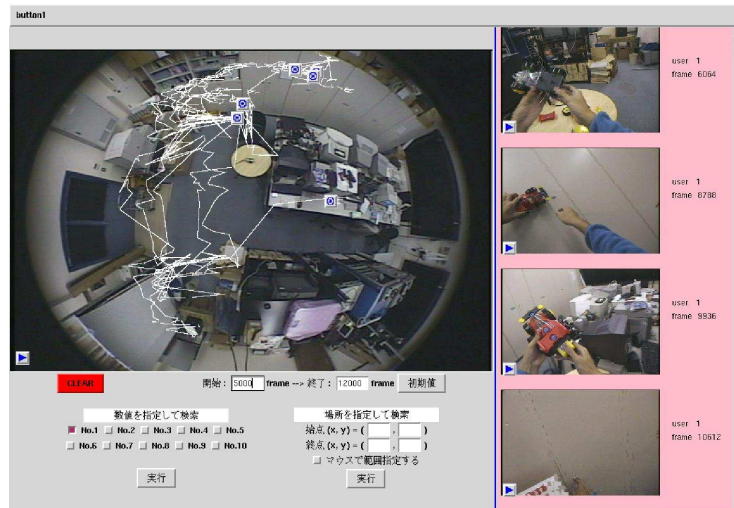 button1
user 1
frame 6064
user 1
frame 8788
user 1
frame 9936
user 1
frame 10612
CLEAR
開始 : 5000 frame --> 終了 : 12000 frame 初期値
数値を指定して検索
No.1 No.2 No.3 No.4 No.5
No.6 No.7 No.8 No.9 No.10
実行
場所を指定して検索
始点 (x, y) = ( , )
終点 (x, y) = ( , )
マウスで範囲指定する
実行